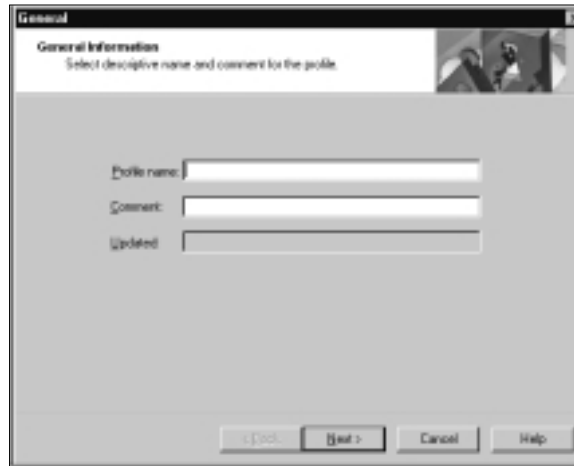 General
General Information
Select descriptive name and comment for the profile.
Profile name:
Comment:
Updated
< Back
Next >
Cancel
Help